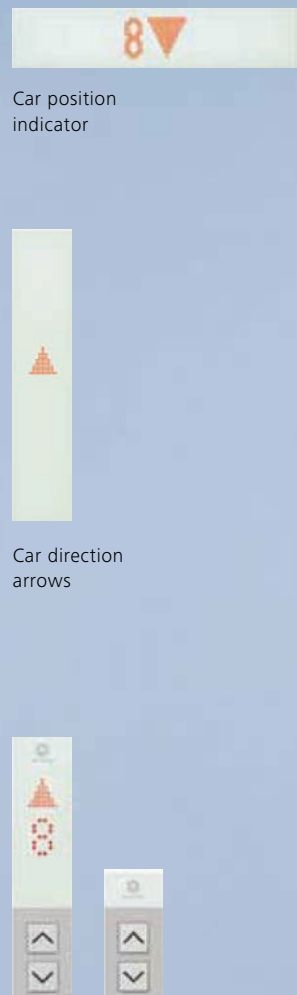 8▼
Car position
indicator
▲
Car direction
arrows
▲
8